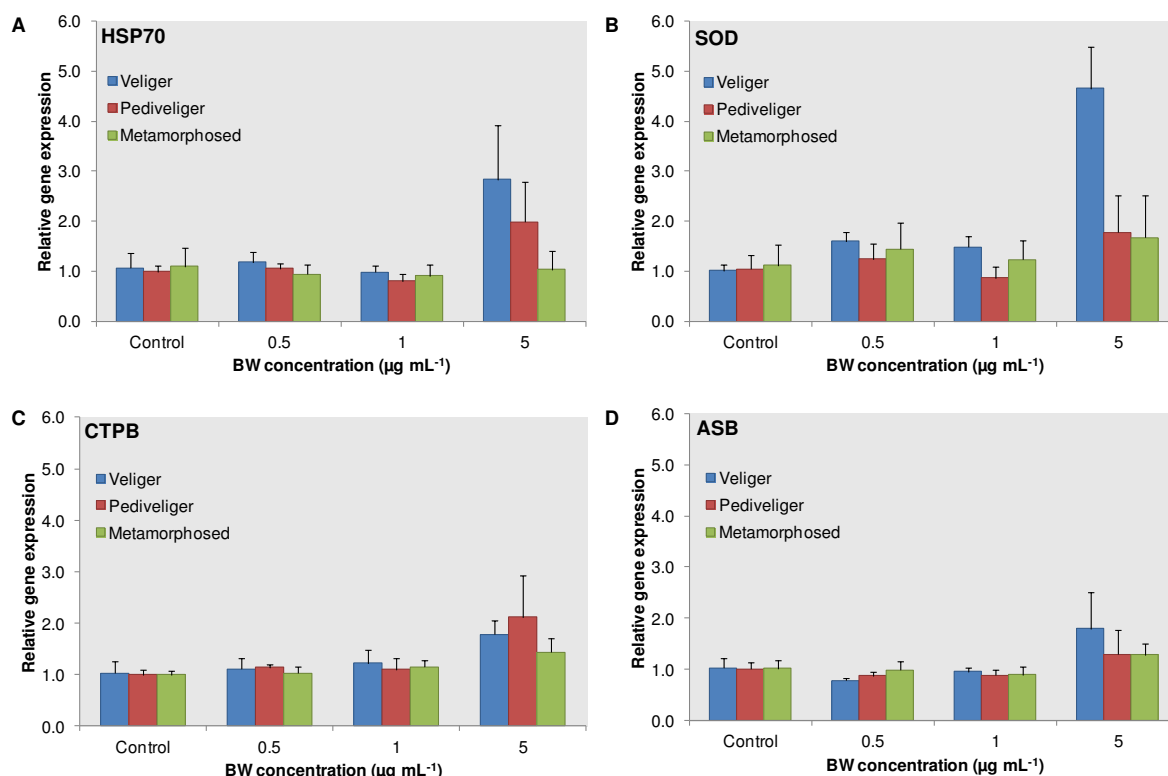 A
HSP70
Veliger
Pediveliger
Metamorphosed
Relative gene expression
6.0
5.0
4.0
3.0
2.0
1.0
0.0
Control 0.5 1 5
BW concentration (µg mL⁻¹)
B
SOD
Veliger
Pediveliger
Metamorphosed
Relative gene expression
6.0
5.0
4.0
3.0
2.0
1.0
0.0
Control 0.5 1 5
BW concentration (µg mL⁻¹)
C
CTPB
Veliger
Pediveliger
Metamorphosed
Relative gene expression
6.0
5.0
4.0
3.0
2.0
1.0
0.0
Control 0.5 1 5
BW concentration (µg mL⁻¹)
D
ASB
Veliger
Pediveliger
Metamorphosed
Relative gene expression
6.0
5.0
4.0
3.0
2.0
1.0
0.0
Control 0.5 1 5
BW concentration (µg mL⁻¹)